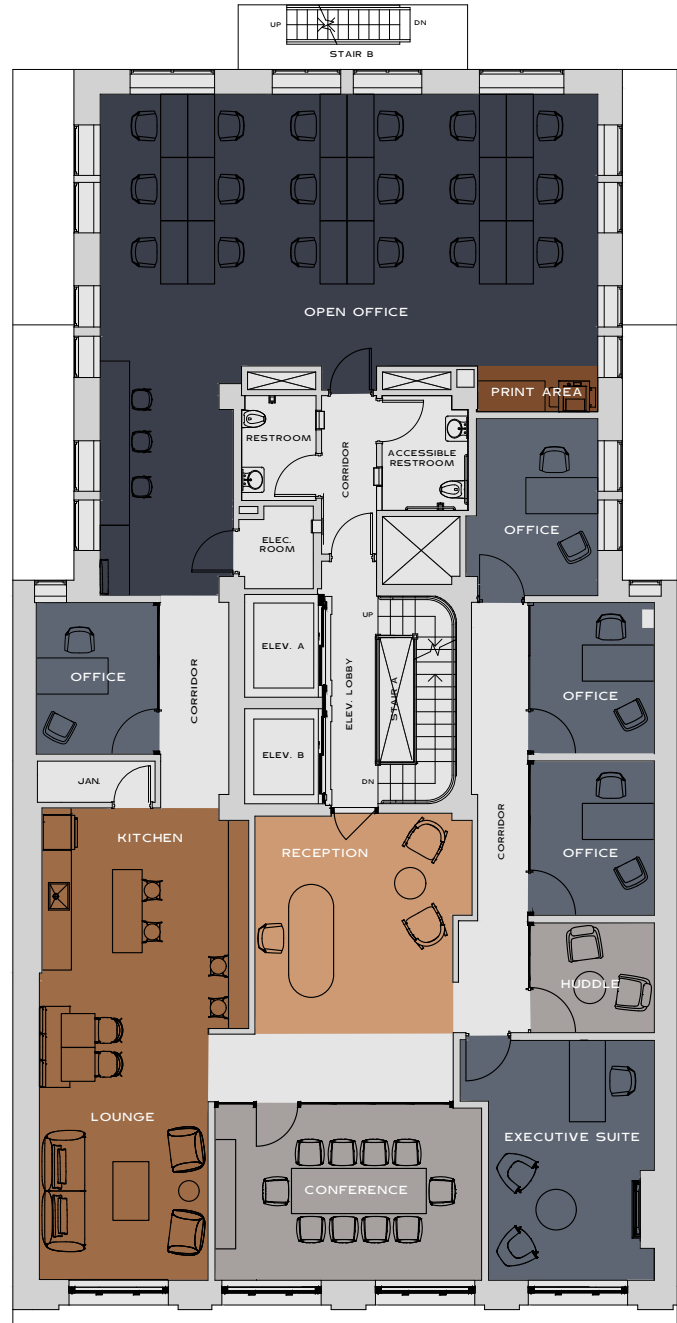 UP
DN
STAIR B
OPEN OFFICE
PRINT AREA
RESTROOM
CORRIDOR
ACCESSIBLE
RESTROOM
OFFICE
ELEC.
ROOM
UP
ELEV. A
ELEV. LOBBY
STAIR A
OFFICE
CORRIDOR
OFFICE
ELEV. B
DN
JAN.
KITCHEN
RECEPTION
CORRIDOR
OFFICE
HUDDLE
LOUNGE
EXECUTIVE SUITE
CONFERENCE